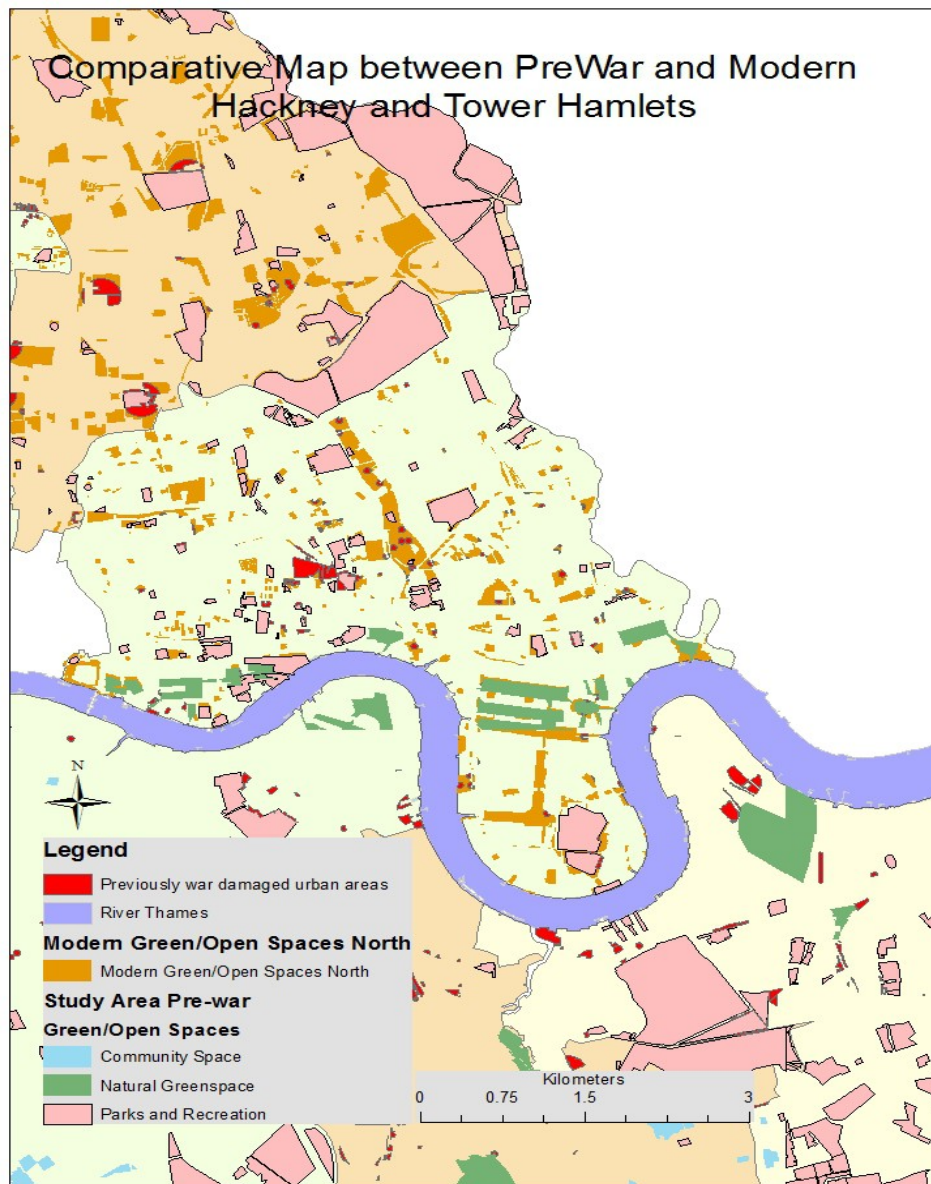 Comparative Map between PreWar and Modern
Hackney and Tower Hamlets
N
Legend
Previously war damaged urban areas
River Thames
Modern Green/Open Spaces North
Modern Green/Open Spaces North
Study Area Pre-war
Green/Open Spaces
Community Space
Natural Greenspace
Parks and Recreation
Kilometers
0 0.75 1.5 3